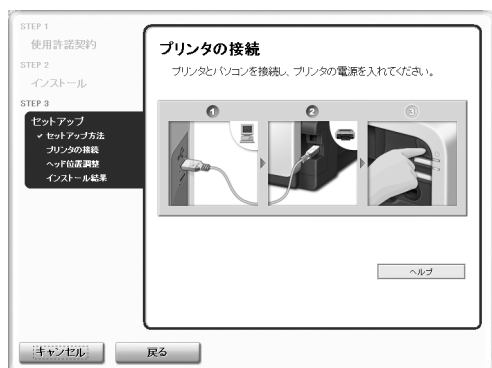 STEP 1
使用許諾契約
STEP 2
インストール
STEP 3
セットアップ
✓ セットアップ方法
プリンタの接続
ヘッド位置調整
インストール結果
プリンタの接続
プリンタとパソコンを接続し、プリンタの電源を入れてください。
1 2 3
ヘルプ
キャンセル 戻る